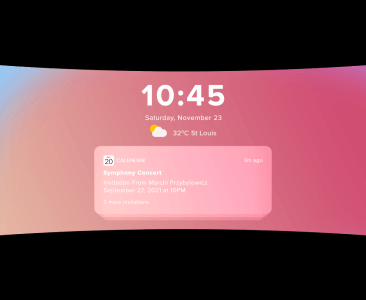 10:45
Saturday, November 23
32°C St Louis
20
CALENDAR
5m ago
Symphony Concert
Invitation From Marcin Przybylowicz
September 27, 2021 at 10PM
2 more invitations